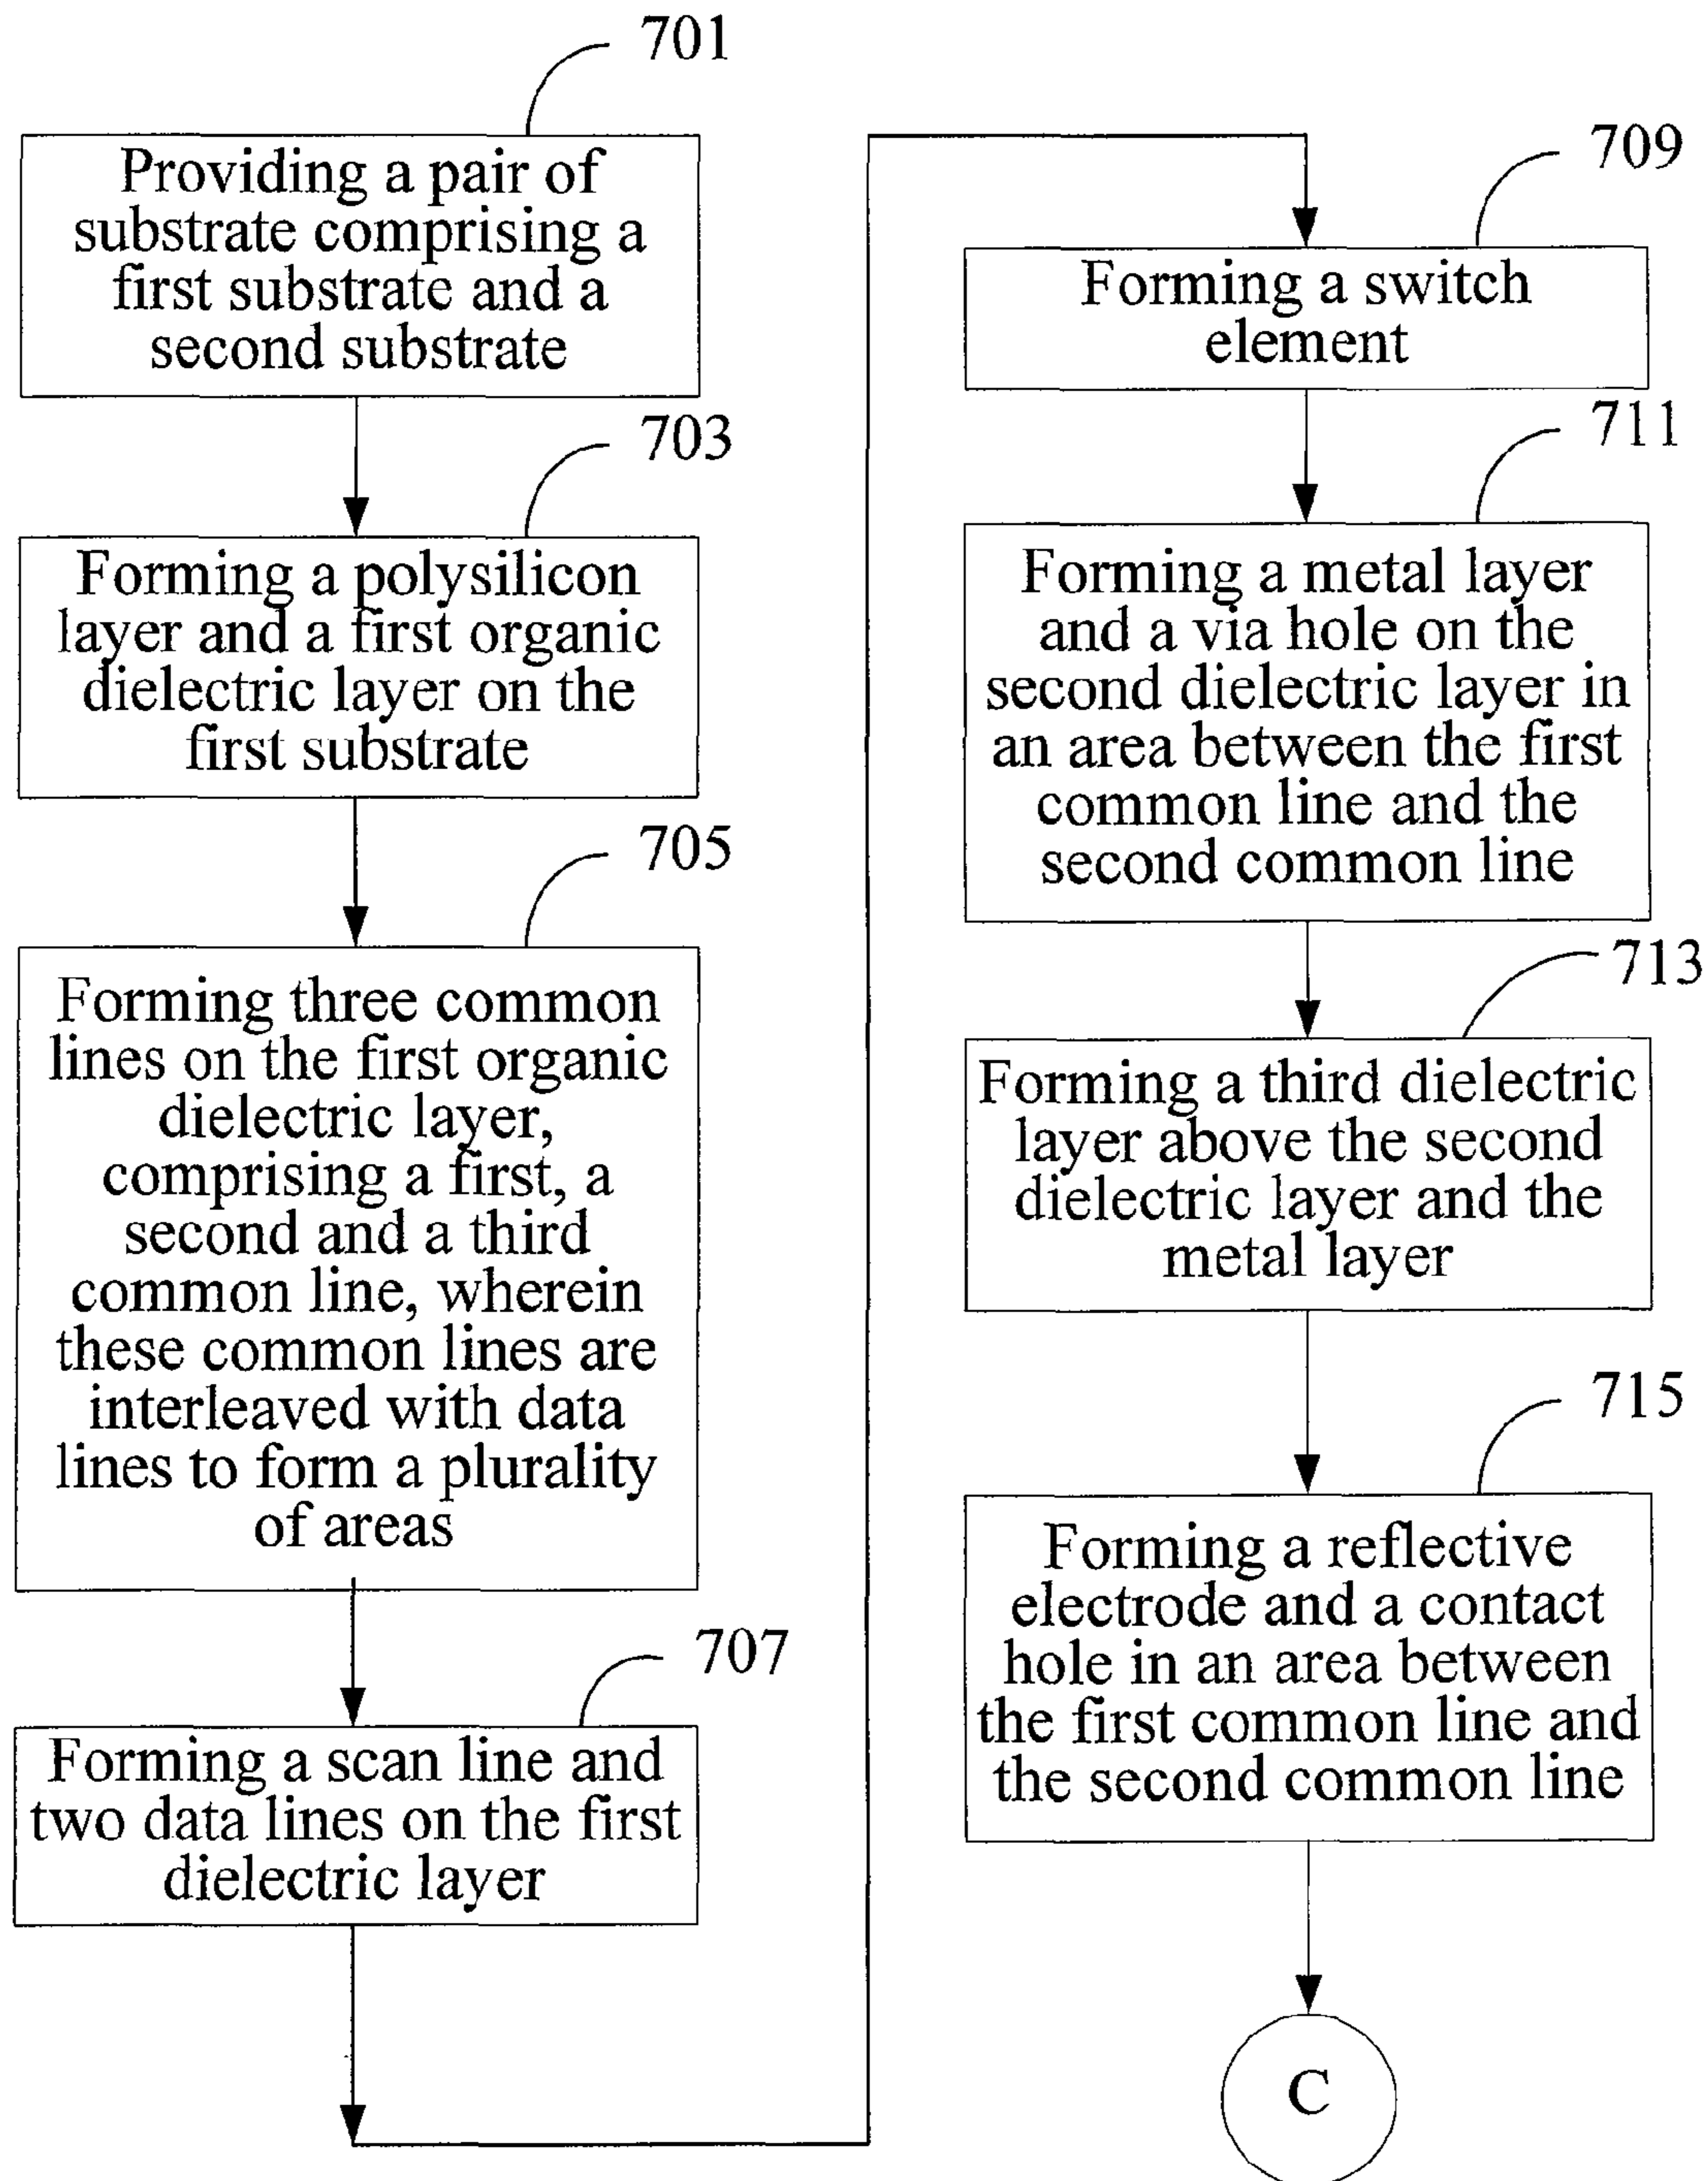 701
Providing a pair of
substrate comprising a
first substrate and a
second substrate
703
Forming a polysilicon
layer and a first organic
dielectric layer on the
first substrate
705
Forming three common
lines on the first organic
dielectric layer,
comprising a first, a
second and a third
common line, wherein
these common lines are
interleaved with data
lines to form a plurality
of areas
707
Forming a scan line and
two data lines on the first
dielectric layer
709
Forming a switch
element
711
Forming a metal layer
and a via hole on the
second dielectric layer in
an area between the first
common line and the
second common line
713
Forming a third dielectric
layer above the second
dielectric layer and the
metal layer
715
Forming a reflective
electrode and a contact
hole in an area between
the first common line and
the second common line
C